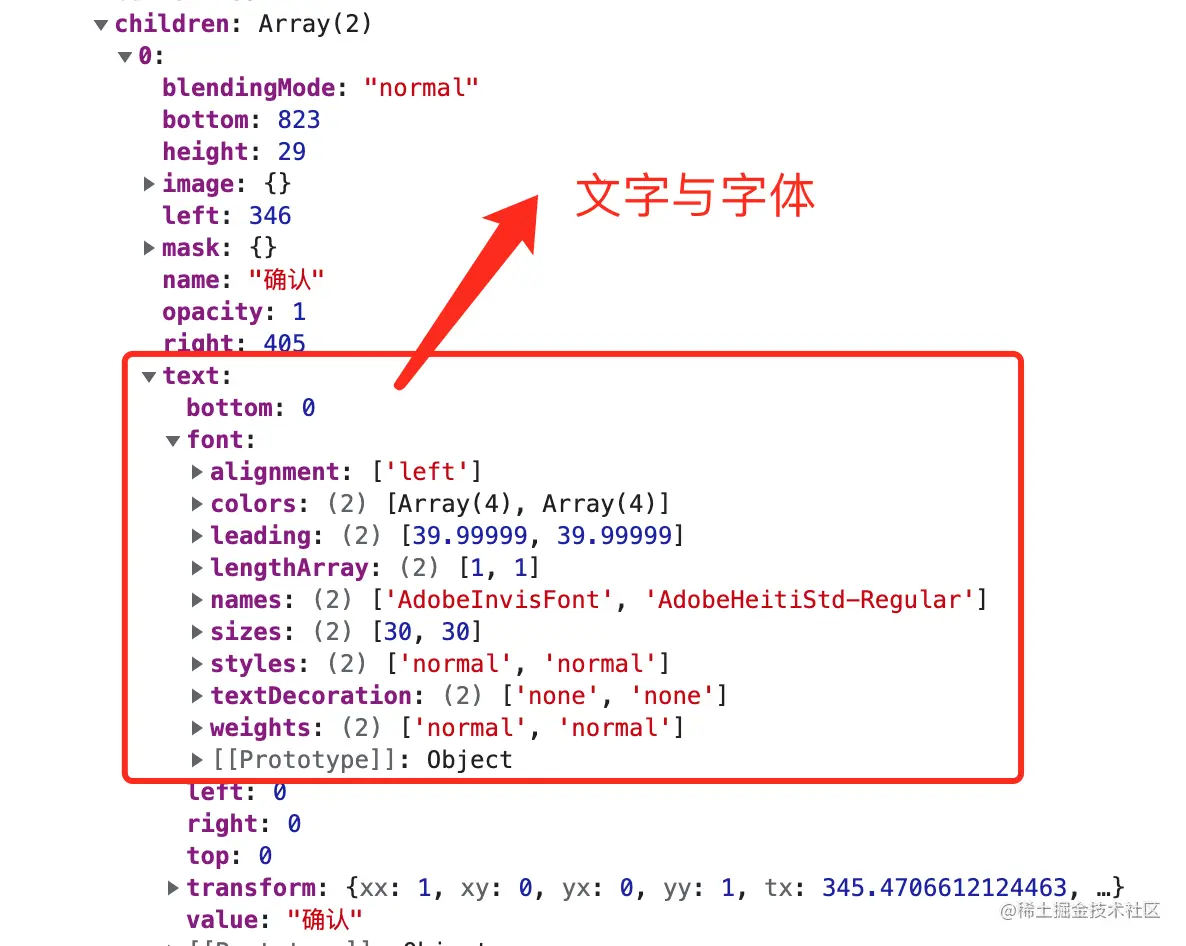 children: Array(2)
0:
blendingMode: "normal"
bottom: 823
height: 29
image: {}
文字与字体
left: 346
mask: {}
name: "确认"
opacity: 1
right: 405
text:
bottom: 0
font:
alignment: ['left']
colors: (2) [Array(4), Array(4)]
leading: (2) [39.99999, 39.99999]
lengthArray: (2) [1, 1]
names: (2) ['AdobeInvisFont', 'AdobeHeitiStd-Regular']
sizes: (2) [30, 30]
styles: (2) ['normal', 'normal']
textDecoration: (2) ['none', 'none']
weights: (2) ['normal', 'normal']
[[Prototype]]: Object
left: 0
right: 0
top: 0
transform: {xx: 1, xy: 0, yx: 0, yy: 1, tx: 345.4706612124463, …}
value: "确认"
@稀土掘金技术社区